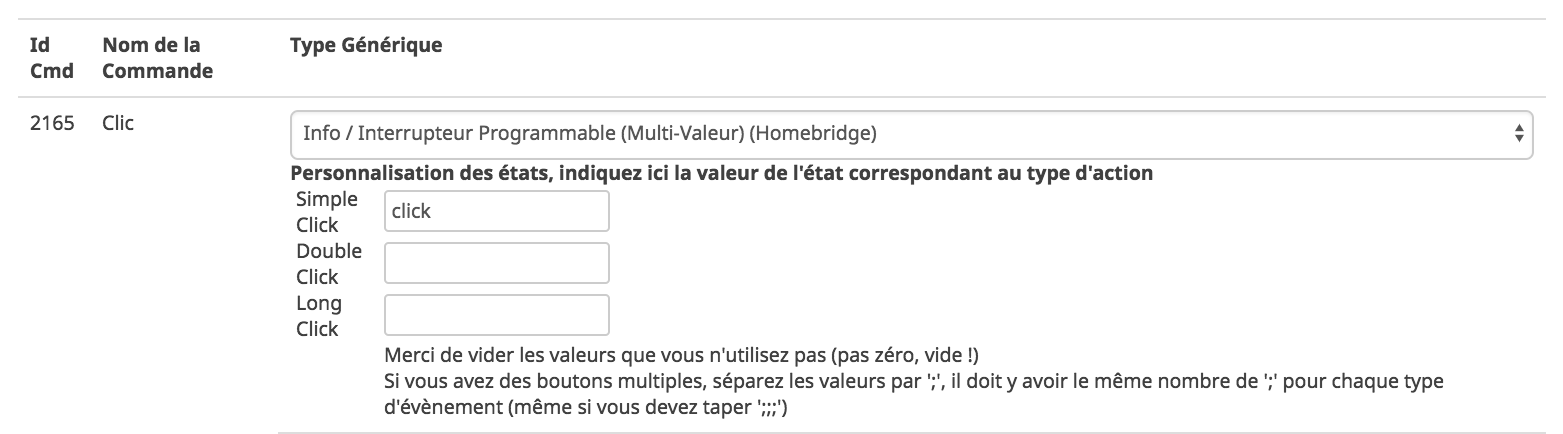 Id Cmd Nom de la Commande Type Générique
2165 Clic Info / Interrupteur Programmable (Multi-Valeur) (Homebridge)
Personnalisation des états, indiquez ici la valeur de l'état correspondant au type d'action
Simple Click click
Double Click
Long Click
Merci de vider les valeurs que vous n'utilisez pas (pas zéro, vide !)
Si vous avez des boutons multiples, séparez les valeurs par ';', il doit y avoir le même nombre de ';' pour chaque type
d'évènement (même si vous devez taper ';;;')